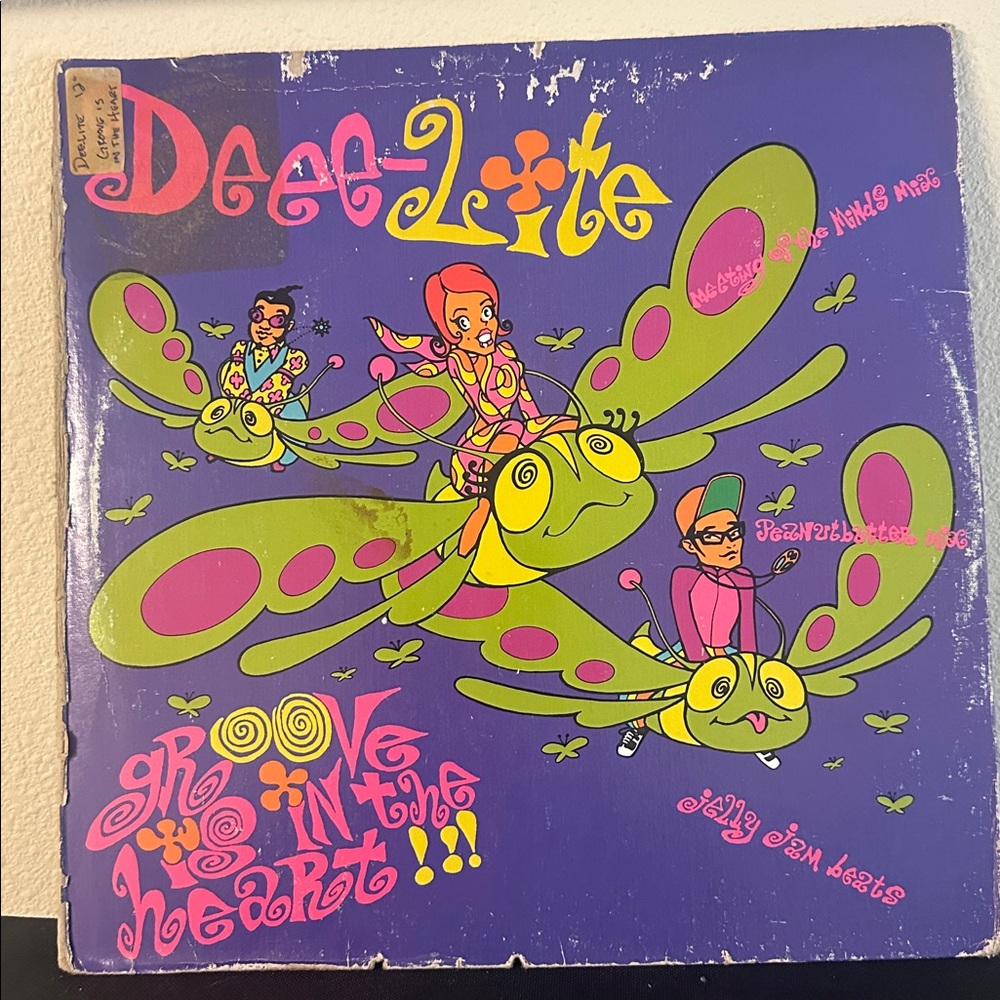 DEELITE 12"
GROOVE IS
IN THE HEART
Deee-Lite
Meeting of the Minds Mix
Peanutbutter Mix
grOOVe
is in the
heart!!!
jelly jam beats